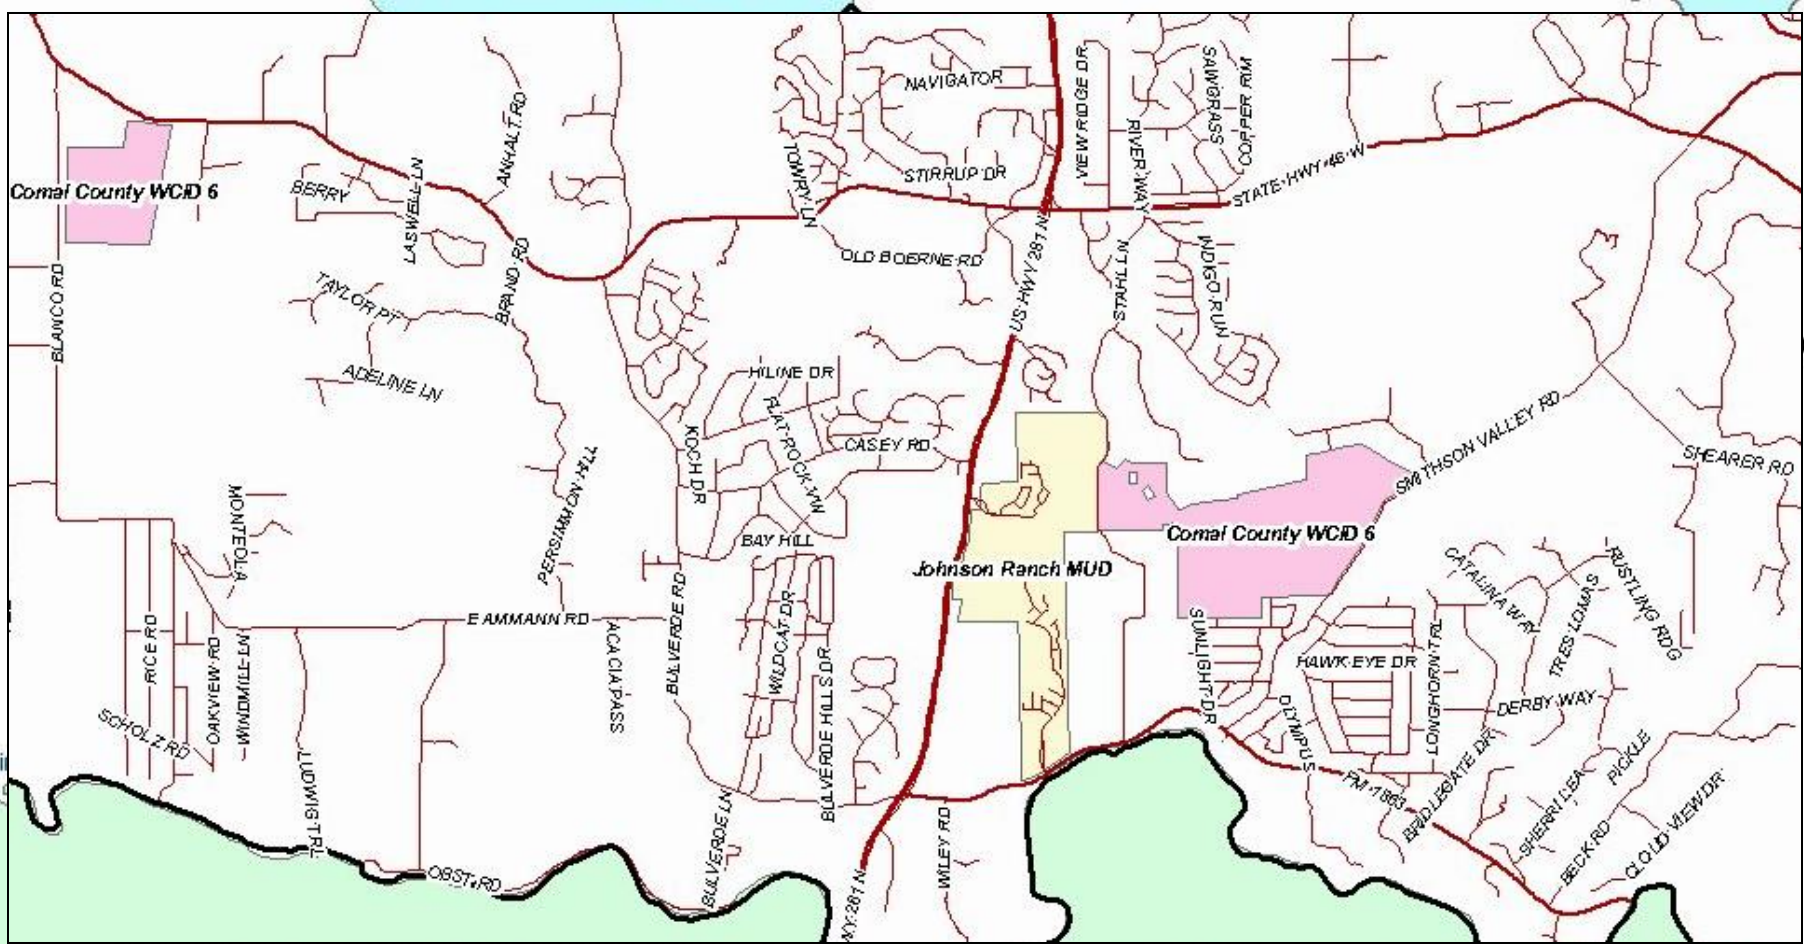 NAVIGATOR
VIEW RIDGE DR
SAWGRASS
COPPER RIM
ANHALT RD
TOWRY LN
STIRRUP DR
RIVER WAY
STATE HWY 46 W
Comal County WCID 6
BERRY
LASWELL LN
BLANCO RD
TAYLOR PT
BRAND RD
OLD BOERNE RD
US HWY 281 N
STAHL LN
INDIGO RUN
ADELINE LN
HILINE DR
FLAT ROCK VW
KOCH DR
CASEY RD
SMITHSON VALLEY RD
SHEARER RD
MONTEOLA
PERSIMMON HILL
BAY HILL
Comal County WCID 6
Johnson Ranch MUD
CATALINA WAY
TRES LOMAS
RUSTLING RDG
RICE RD
OAKVIEW RD
WINDMILL LN
E AMMANN RD
ACACIA PASS
BULVERDE RD
WILDCAT DR
BULVERDE HILLS DR
SUNLIGHT DR
HAWK EYE DR
LONGHORN TRL
OLYMPUS
DERBY WAY
SCHOLZ RD
LUDWIG TRL
OBST RD
BULVERDE LN
WILEY RD
FM 1863
BRIDLEGATE DR
SHERRI LEA
PICKLE
BECK RD
CLOUD VIEW DR
WY 281 N